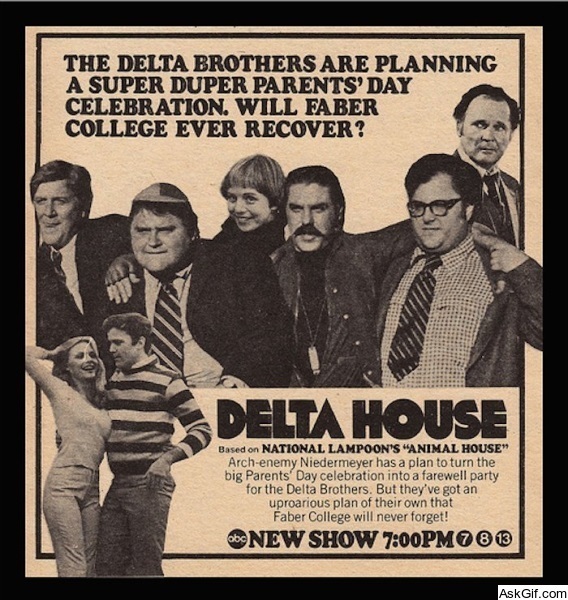 THE DELTA BROTHERS ARE PLANNING
A SUPER DUPER PARENTS' DAY
CELEBRATION. WILL FABER
COLLEGE EVER RECOVER?
DELTA HOUSE
Based on NATIONAL LAMPOON'S "ANIMAL HOUSE"
Arch-enemy Niedermeyer has a plan to turn the
big Parents' Day celebration into a farewell party
for the Delta Brothers. But they've got an
uproarious plan of their own that
Faber College will never forget!
abc NEW SHOW 7:00PM 7 8 13
AskGif.com